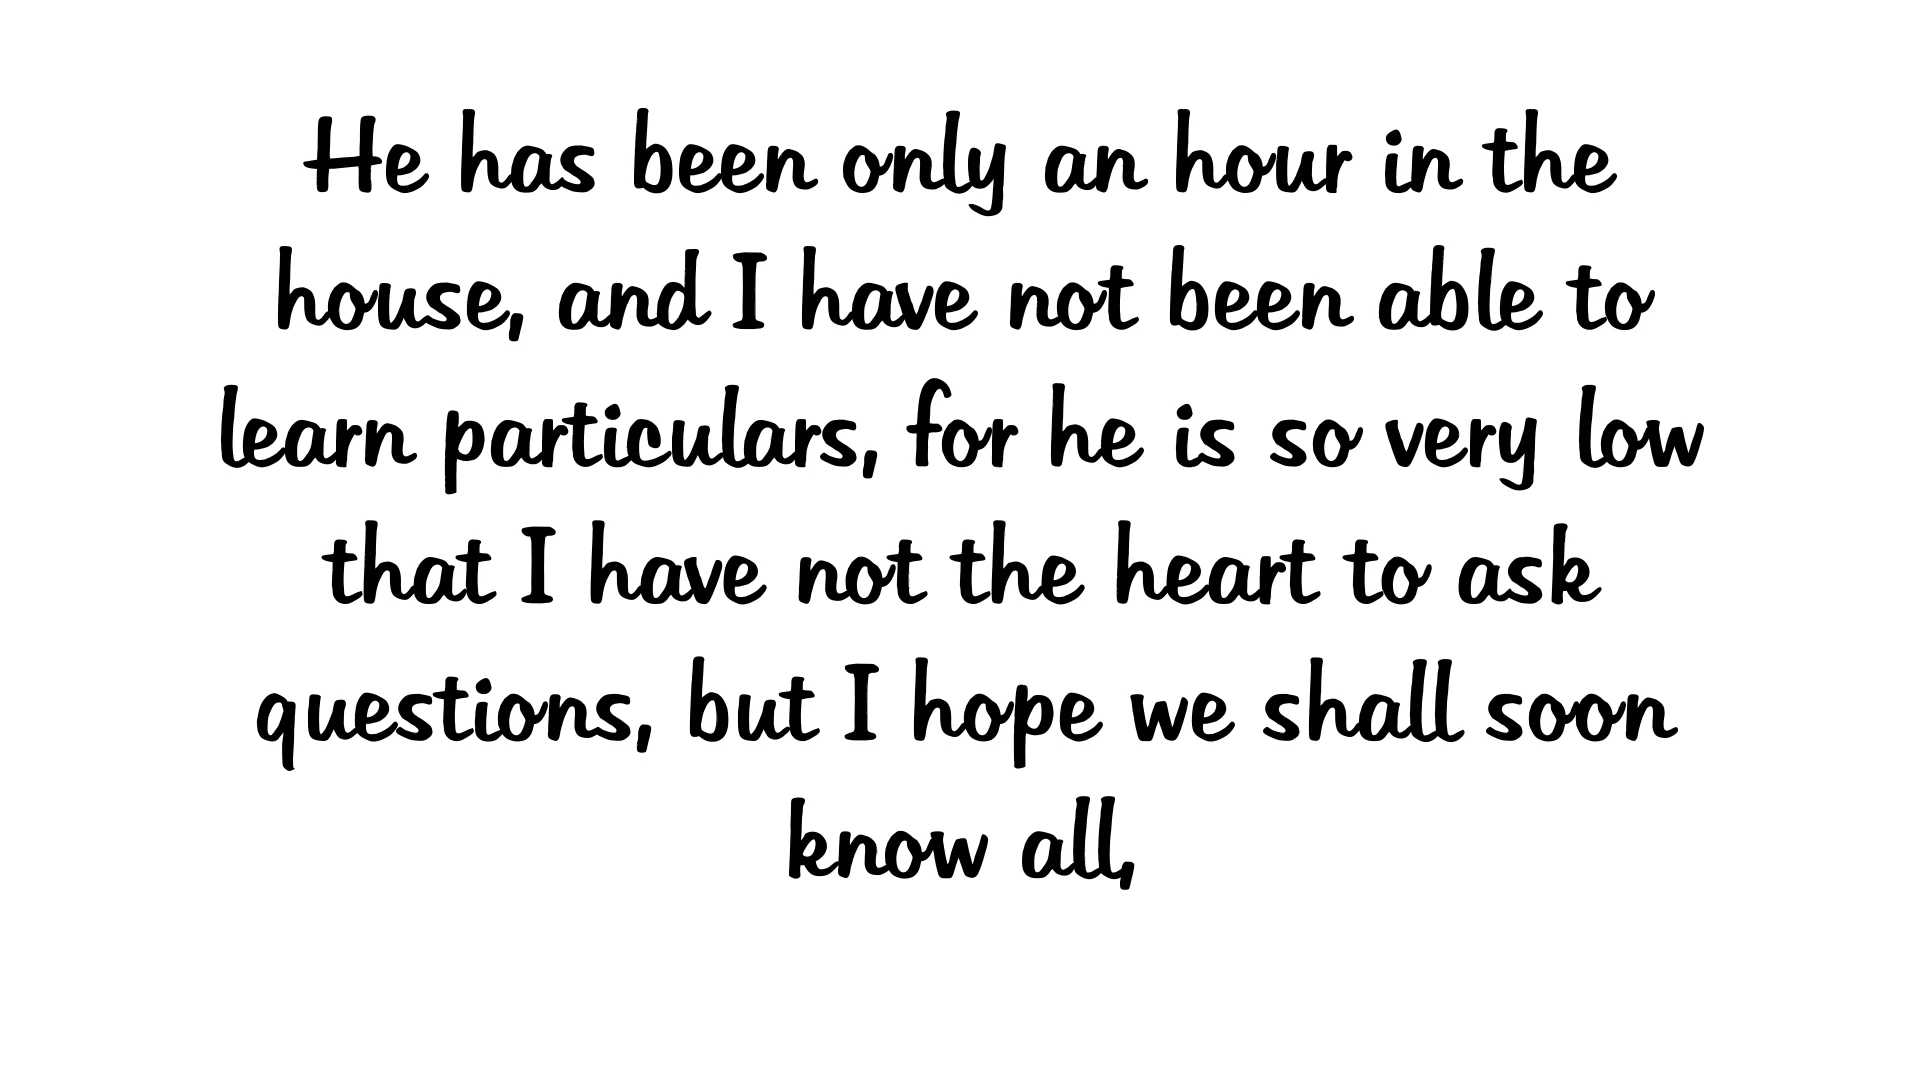 He has been only an hour in the
house, and I have not been able to
learn particulars, for he is so very low
that I have not the heart to ask
questions, but I hope we shall soon
know all,